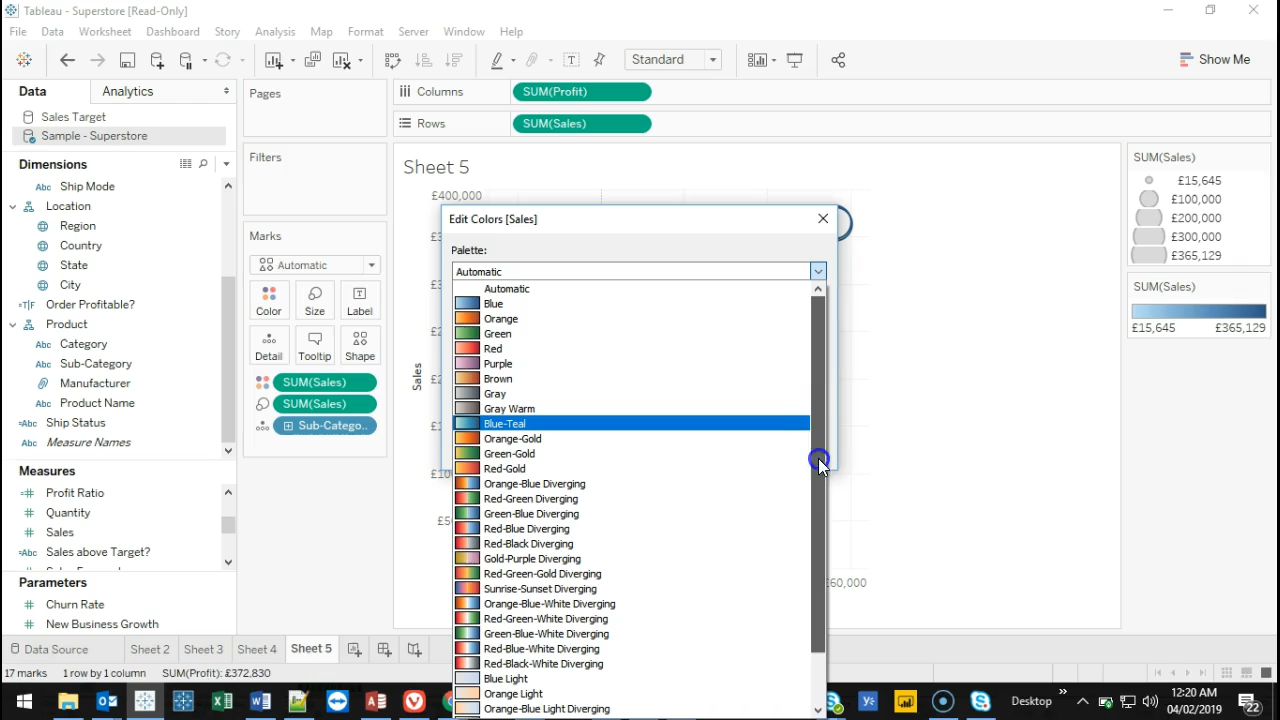 Tableau - Superstore [Read-Only]
File Data Worksheet Dashboard Story Analysis Map Format Server Window Help
Standard
Show Me
Data
Analytics
Sales Target
Sample - Superstore
Dimensions
Abc Ship Mode
Location
Region
Country
State
City
=T|F Order Profitable?
Product
Abc Category
Abc Sub-Category
Manufacturer
Abc Product Name
=Abc Ship Status
Abc Measure Names
Measures
Profit Ratio
Quantity
Sales
=Abc Sales above Target?
Parameters
Churn Rate
New Business Growth
Pages
Filters
Marks
Automatic
Color
Size
Label
Detail
Tooltip
Shape
SUM(Sales)
SUM(Sales)
Sub-Catego..
Columns
SUM(Profit)
Rows
SUM(Sales)
Sheet 5
£400,000
Sales
60,000
Edit Colors [Sales]
Palette:
Automatic
Automatic
Blue
Orange
Green
Red
Purple
Brown
Gray
Gray Warm
Blue-Teal
Orange-Gold
Green-Gold
Red-Gold
Orange-Blue Diverging
Red-Green Diverging
Green-Blue Diverging
Red-Blue Diverging
Red-Black Diverging
Gold-Purple Diverging
Red-Green-Gold Diverging
Sunrise-Sunset Diverging
Orange-Blue-White Diverging
Red-Green-White Diverging
Green-Blue-White Diverging
Red-Blue-White Diverging
Red-Black-White Diverging
Blue Light
Orange Light
Orange-Blue Light Diverging
SUM(Sales)
£15,645
£100,000
£200,000
£300,000
£365,129
SUM(Sales)
£15,645 £365,129
Data Source
Sheet 2
Sheet 3
Sheet 4
Sheet 5
17 marks 1 row by 1 column SUM(Profit): £372,830
Desktop
12:20 AM
04/02/2019
22